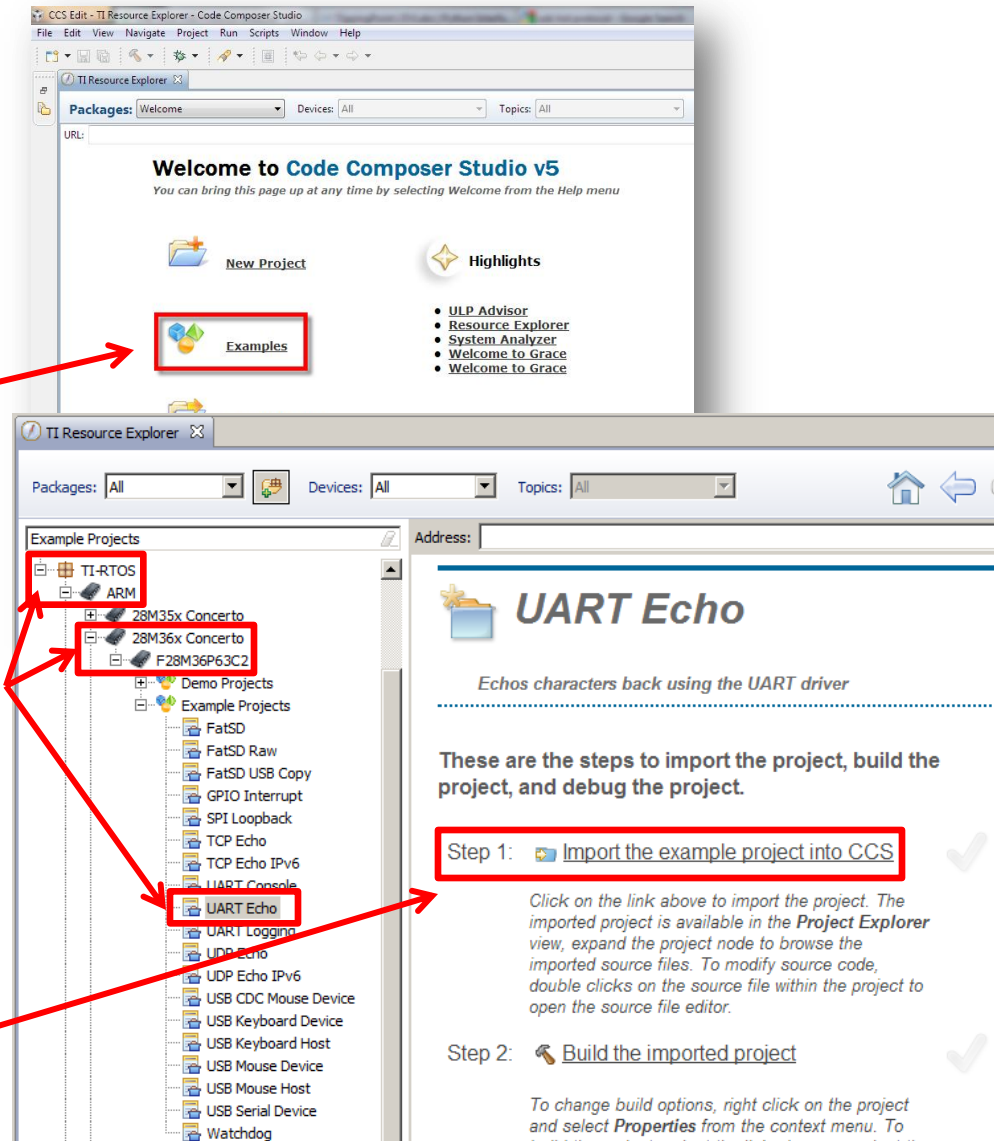 CCS Edit - TI Resource Explorer - Code Composer Studio
File Edit View Navigate Project Run Scripts Window Help
TI Resource Explorer
Packages: Welcome Devices: All Topics: All
URL:
Welcome to Code Composer Studio v5
You can bring this page up at any time by selecting Welcome from the Help menu
New Project
Examples
Highlights
ULP Advisor
Resource Explorer
System Analyzer
Welcome to Grace
Welcome to Grace
TI Resource Explorer
Packages: All Devices: All Topics: All
Example Projects
TI-RTOS
ARM
28M35x Concerto
28M36x Concerto
F28M36P63C2
Demo Projects
Example Projects
FatSD
FatSD Raw
FatSD USB Copy
GPIO Interrupt
SPI Loopback
TCP Echo
TCP Echo IPv6
UART Console
UART Echo
UART Logging
UDP Echo
UDP Echo IPv6
USB CDC Mouse Device
USB Keyboard Device
USB Keyboard Host
USB Mouse Device
USB Mouse Host
USB Serial Device
Watchdog
Address:
UART Echo
Echos characters back using the UART driver
These are the steps to import the project, build the
project, and debug the project.
Step 1: Import the example project into CCS
Click on the link above to import the project. The
imported project is available in the Project Explorer
view, expand the project node to browse the
imported source files. To modify source code,
double clicks on the source file within the project to
open the source file editor.
Step 2: Build the imported project
To change build options, right click on the project
and select Properties from the context menu. To